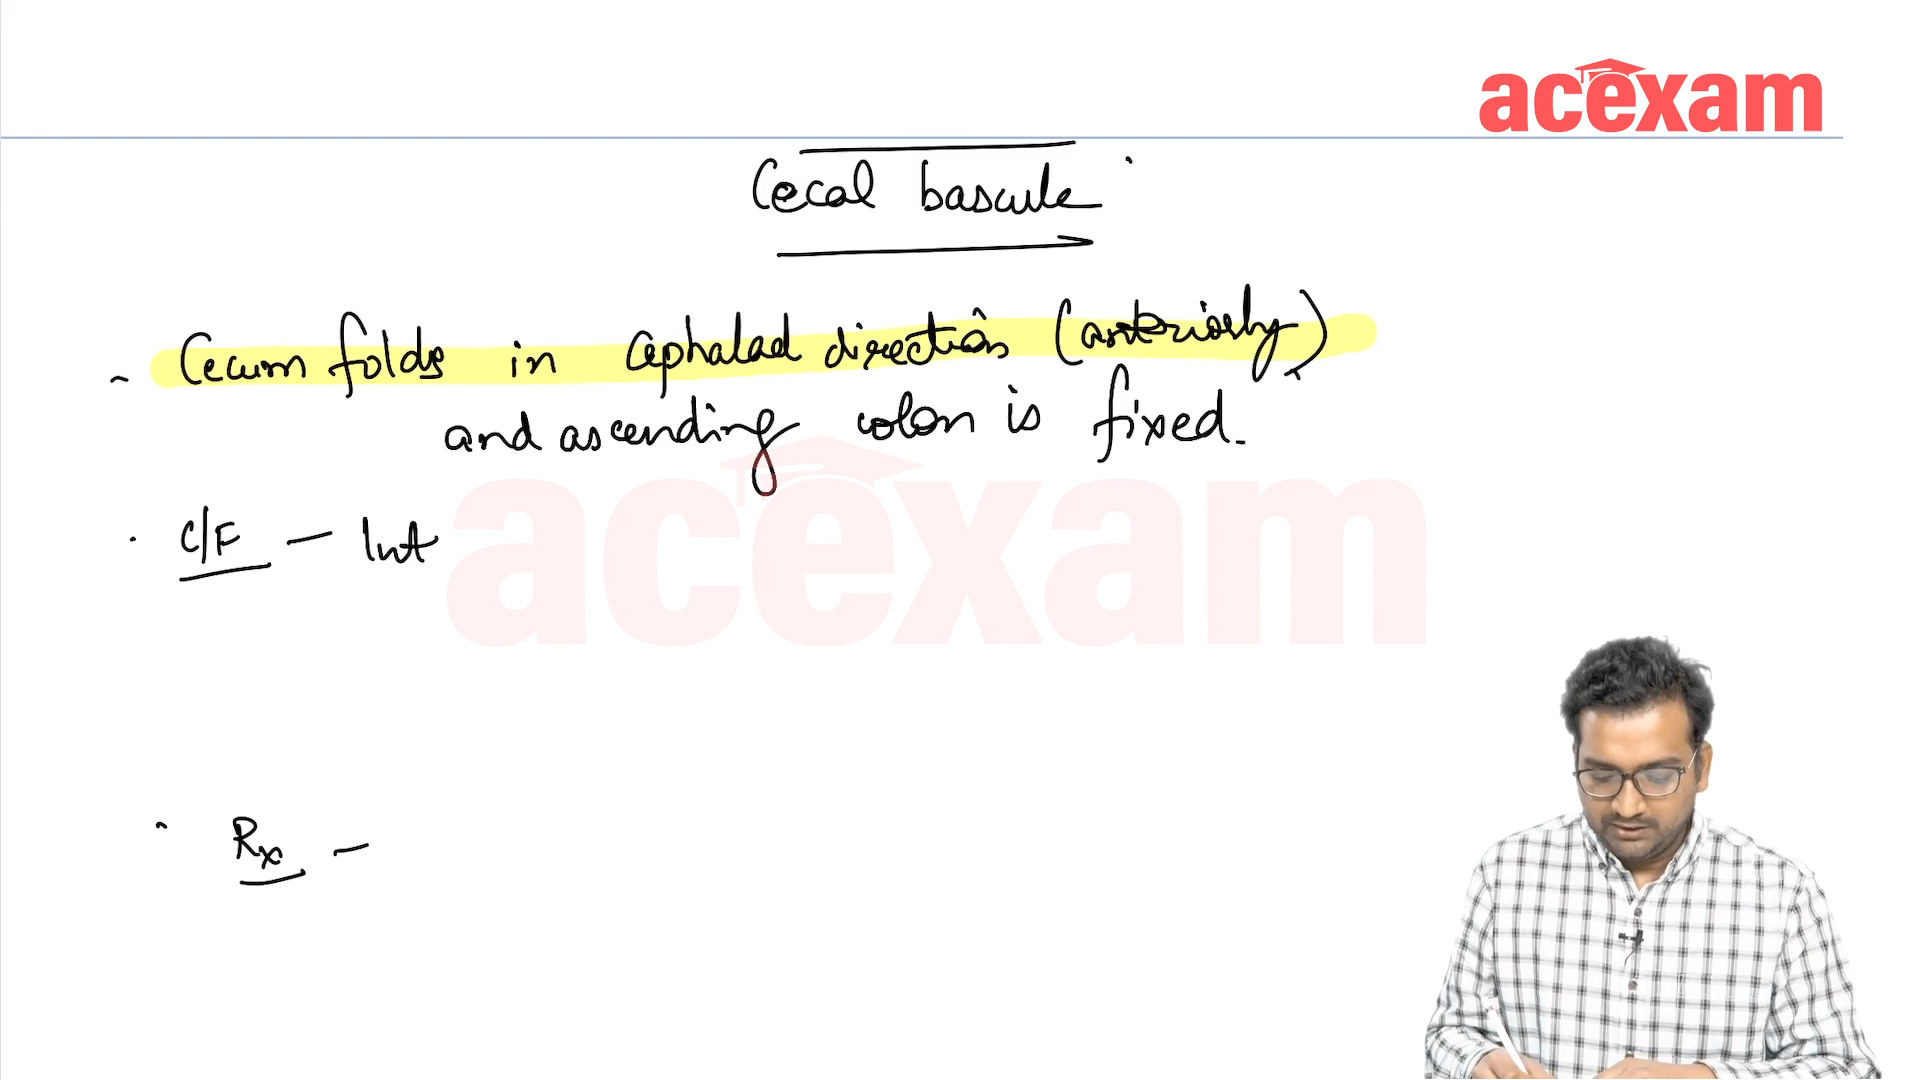 acexam
Cecal bascule
Cecum folds in cephalad direction (anteriorly)
and ascending colon is fixed.
C/F — Int
acexam
Rx —